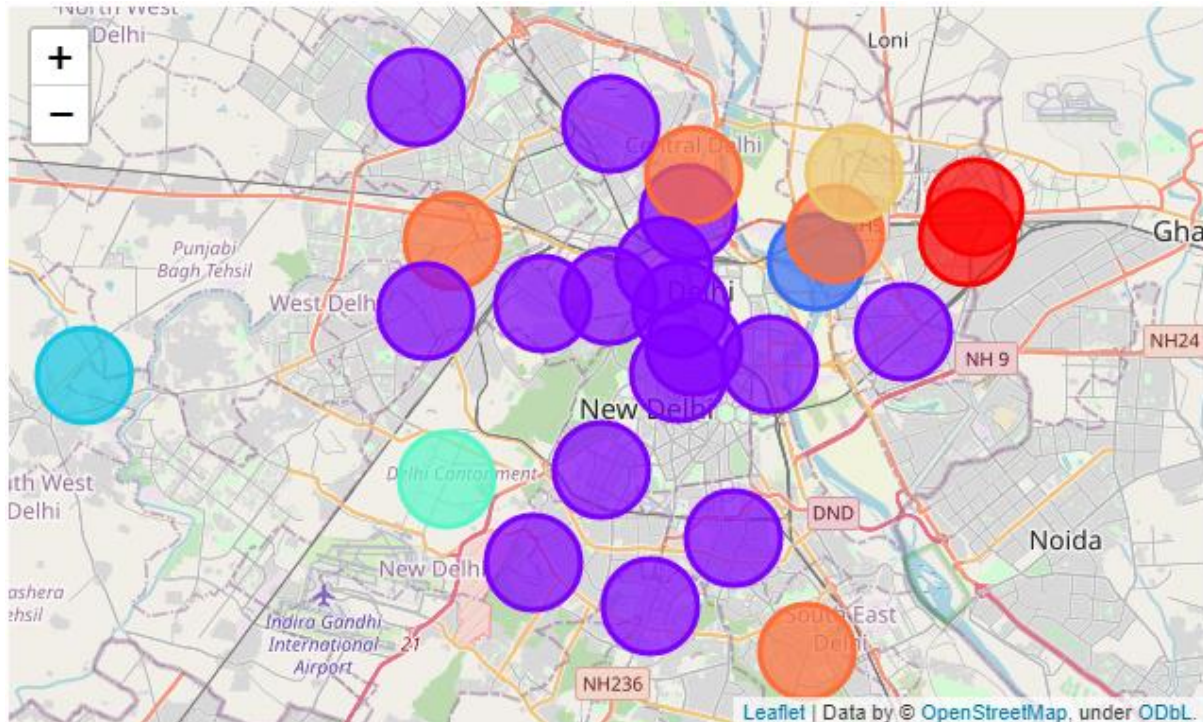 North West
Delhi
+
−
Loni
Central Delhi
Punjabi
Bagh Tehsil
Gha
West Delhi
Delhi
NH 9
NH24
New Delhi
Delhi Cantonment
uth West
Delhi
DND
Noida
New Delhi
ashera
ehsil
Indira Gandhi
International
Airport
21
South East
Delhi
NH236
Leaflet | Data by © OpenStreetMap, under ODbL.